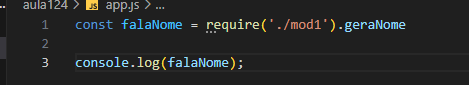 aula124 > JS app.js > ...
1 const falaNome = require('./mod1').geraNome
2
3 console.log(falaNome);